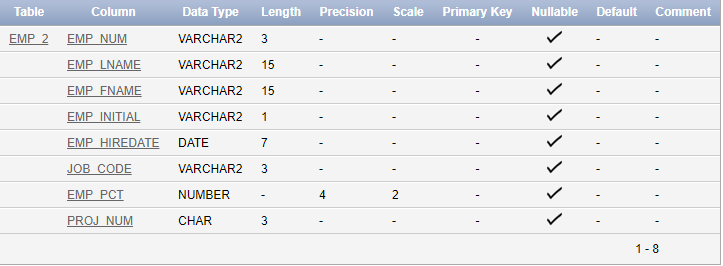 Table Column Data Type Length Precision Scale Primary Key Nullable Default Comment
EMP_2 EMP_NUM VARCHAR2 3 - - - ✓ - -
EMP_LNAME VARCHAR2 15 - - - ✓ - -
EMP_FNAME VARCHAR2 15 - - - ✓ - -
EMP_INITIAL VARCHAR2 1 - - - ✓ - -
EMP_HIREDATE DATE 7 - - - ✓ - -
JOB_CODE VARCHAR2 3 - - - ✓ - -
EMP_PCT NUMBER - 4 2 - ✓ - -
PROJ_NUM CHAR 3 - - - ✓ - -
1 - 8